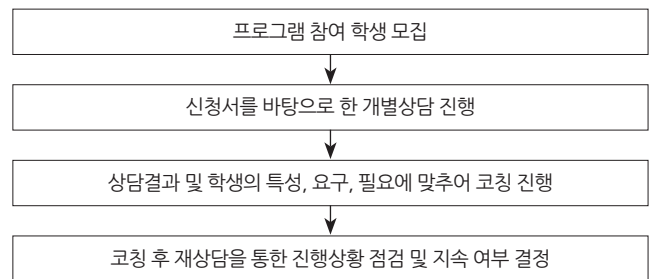 프로그램 참여 학생 모집
신청서를 바탕으로 한 개별상담 진행
상담결과 및 학생의 특성, 요구, 필요에 맞추어 코칭 진행
코칭 후 재상담을 통한 진행상황 점검 및 지속 여부 결정